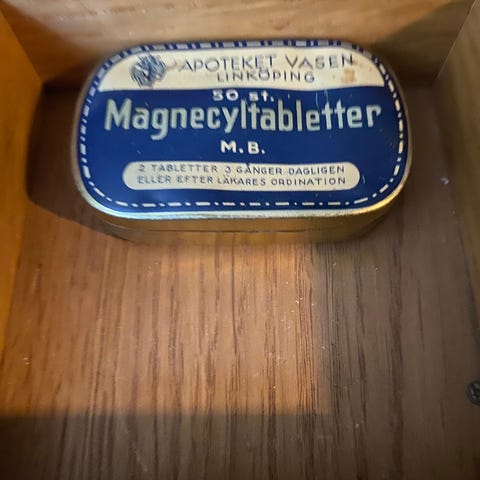 APOTEKET VASEN
LINKÖPING
50 st.
Magnecyltabletter
M.B.
2 TABLETTER 3 GÅNGER DAGLIGEN
ELLER EFTER LÄKARES ORDINATION